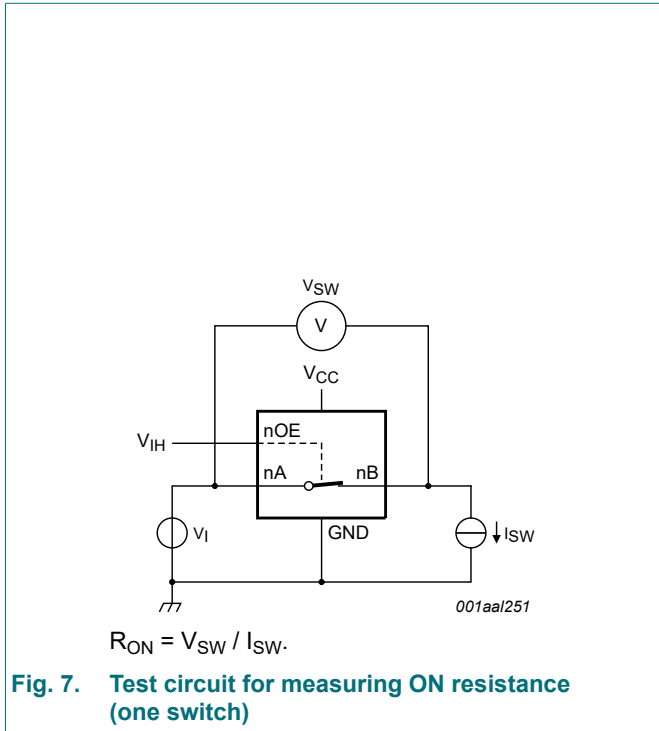 VSW
V
VCC
nOE
VIH
nA
nB
VI
GND
ISW
001aal251
RON = VSW / ISW.
Fig. 7. Test circuit for measuring ON resistance
(one switch)